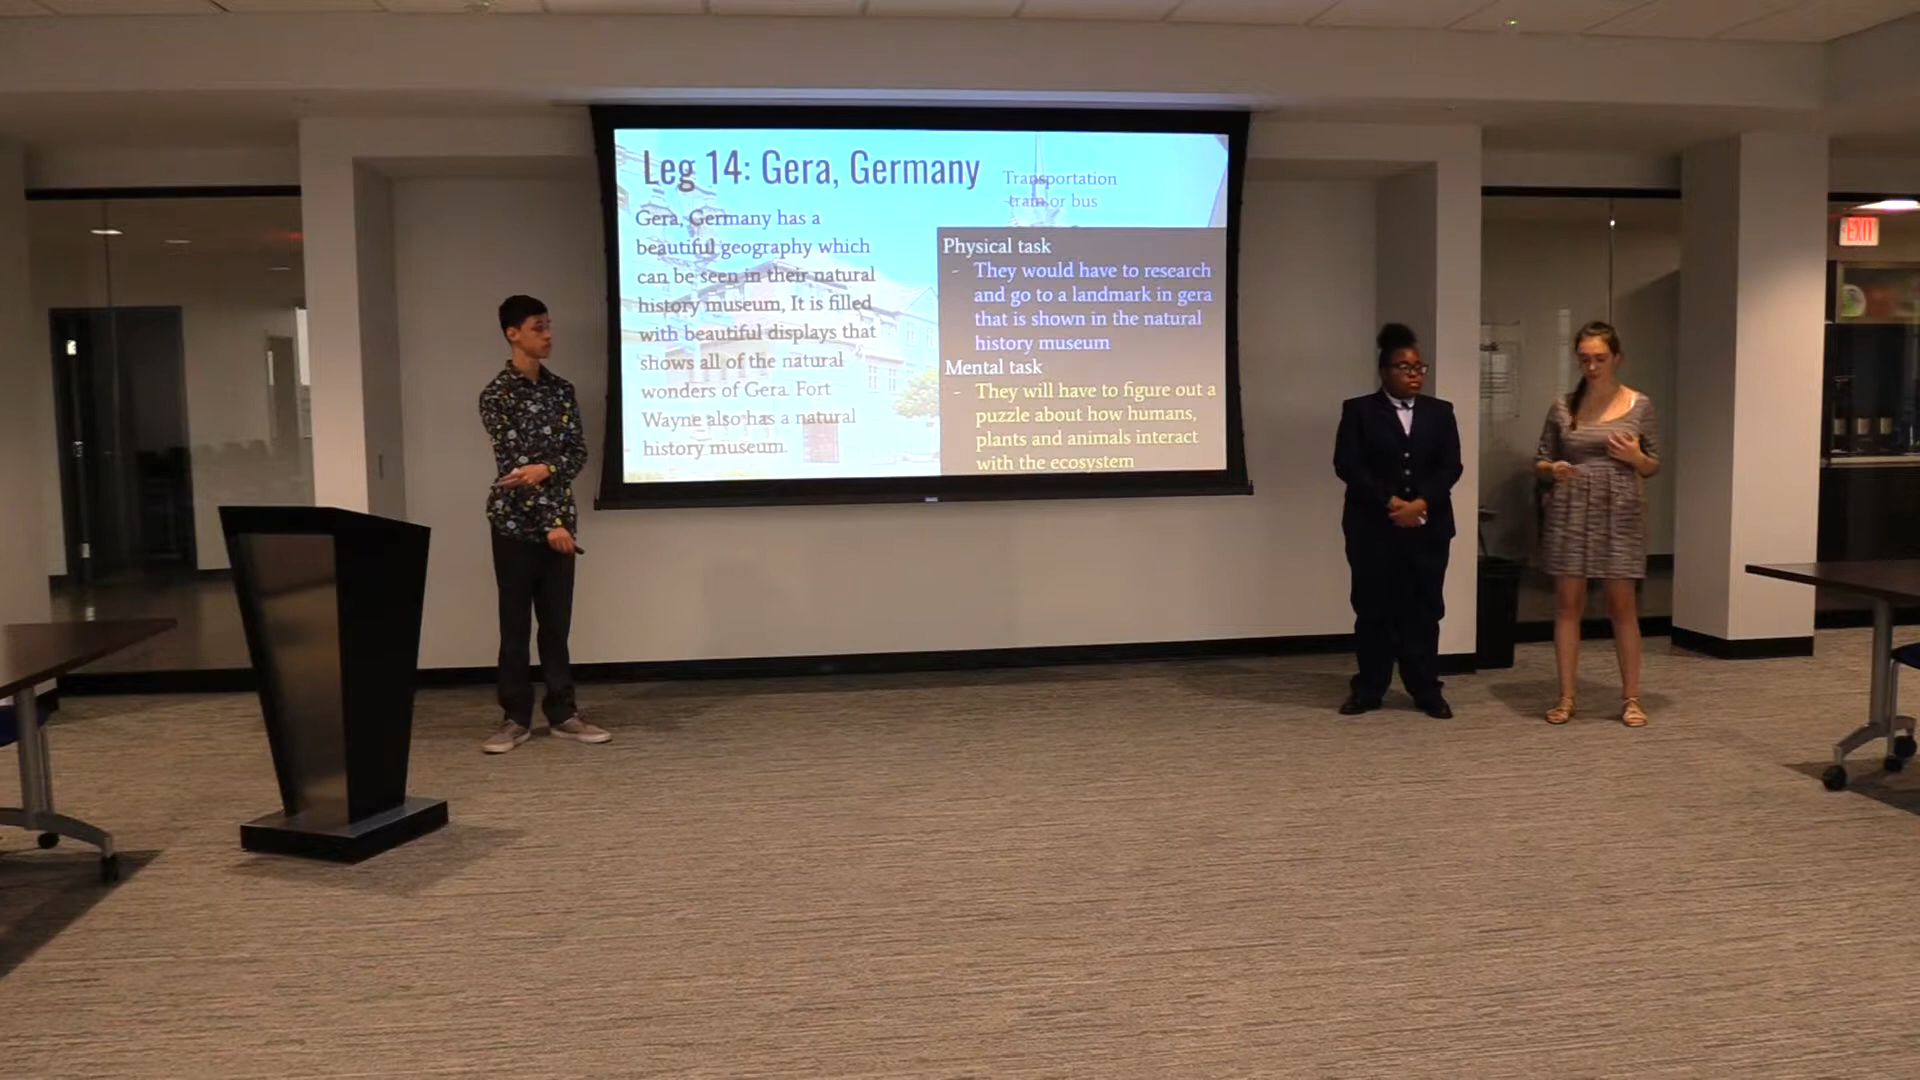 Leg 14: Gera, Germany
Transportation
train or bus
Gera, Germany has a
beautiful geography which
can be seen in their natural
history museum, It is filled
with beautiful displays that
shows all of the natural
wonders of Gera. Fort
Wayne also has a natural
history museum.
Physical task
- They would have to research
and go to a landmark in gera
that is shown in the natural
history museum
Mental task
- They will have to figure out a
puzzle about how humans,
plants and animals interact
with the ecosystem
EXIT